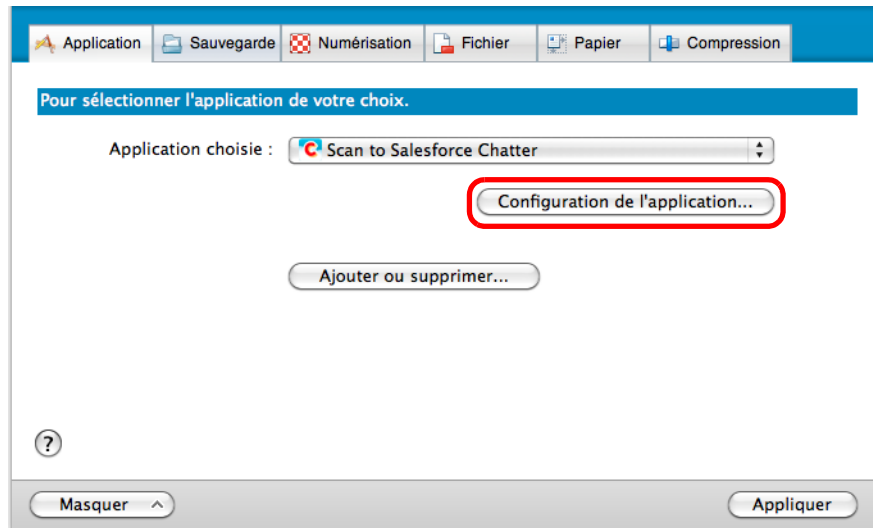 Application Sauvegarde Numérisation Fichier Papier Compression
Pour sélectionner l'application de votre choix.
Application choisie : Scan to Salesforce Chatter
Configuration de l'application...
Ajouter ou supprimer...
?
Masquer Appliquer